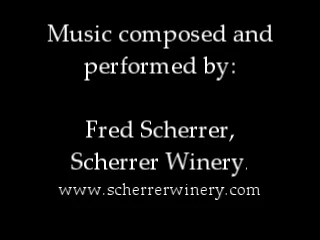 Music composed and
performed by:
Fred Scherrer,
Scherrer Winery.
www.scherrerwinery.com